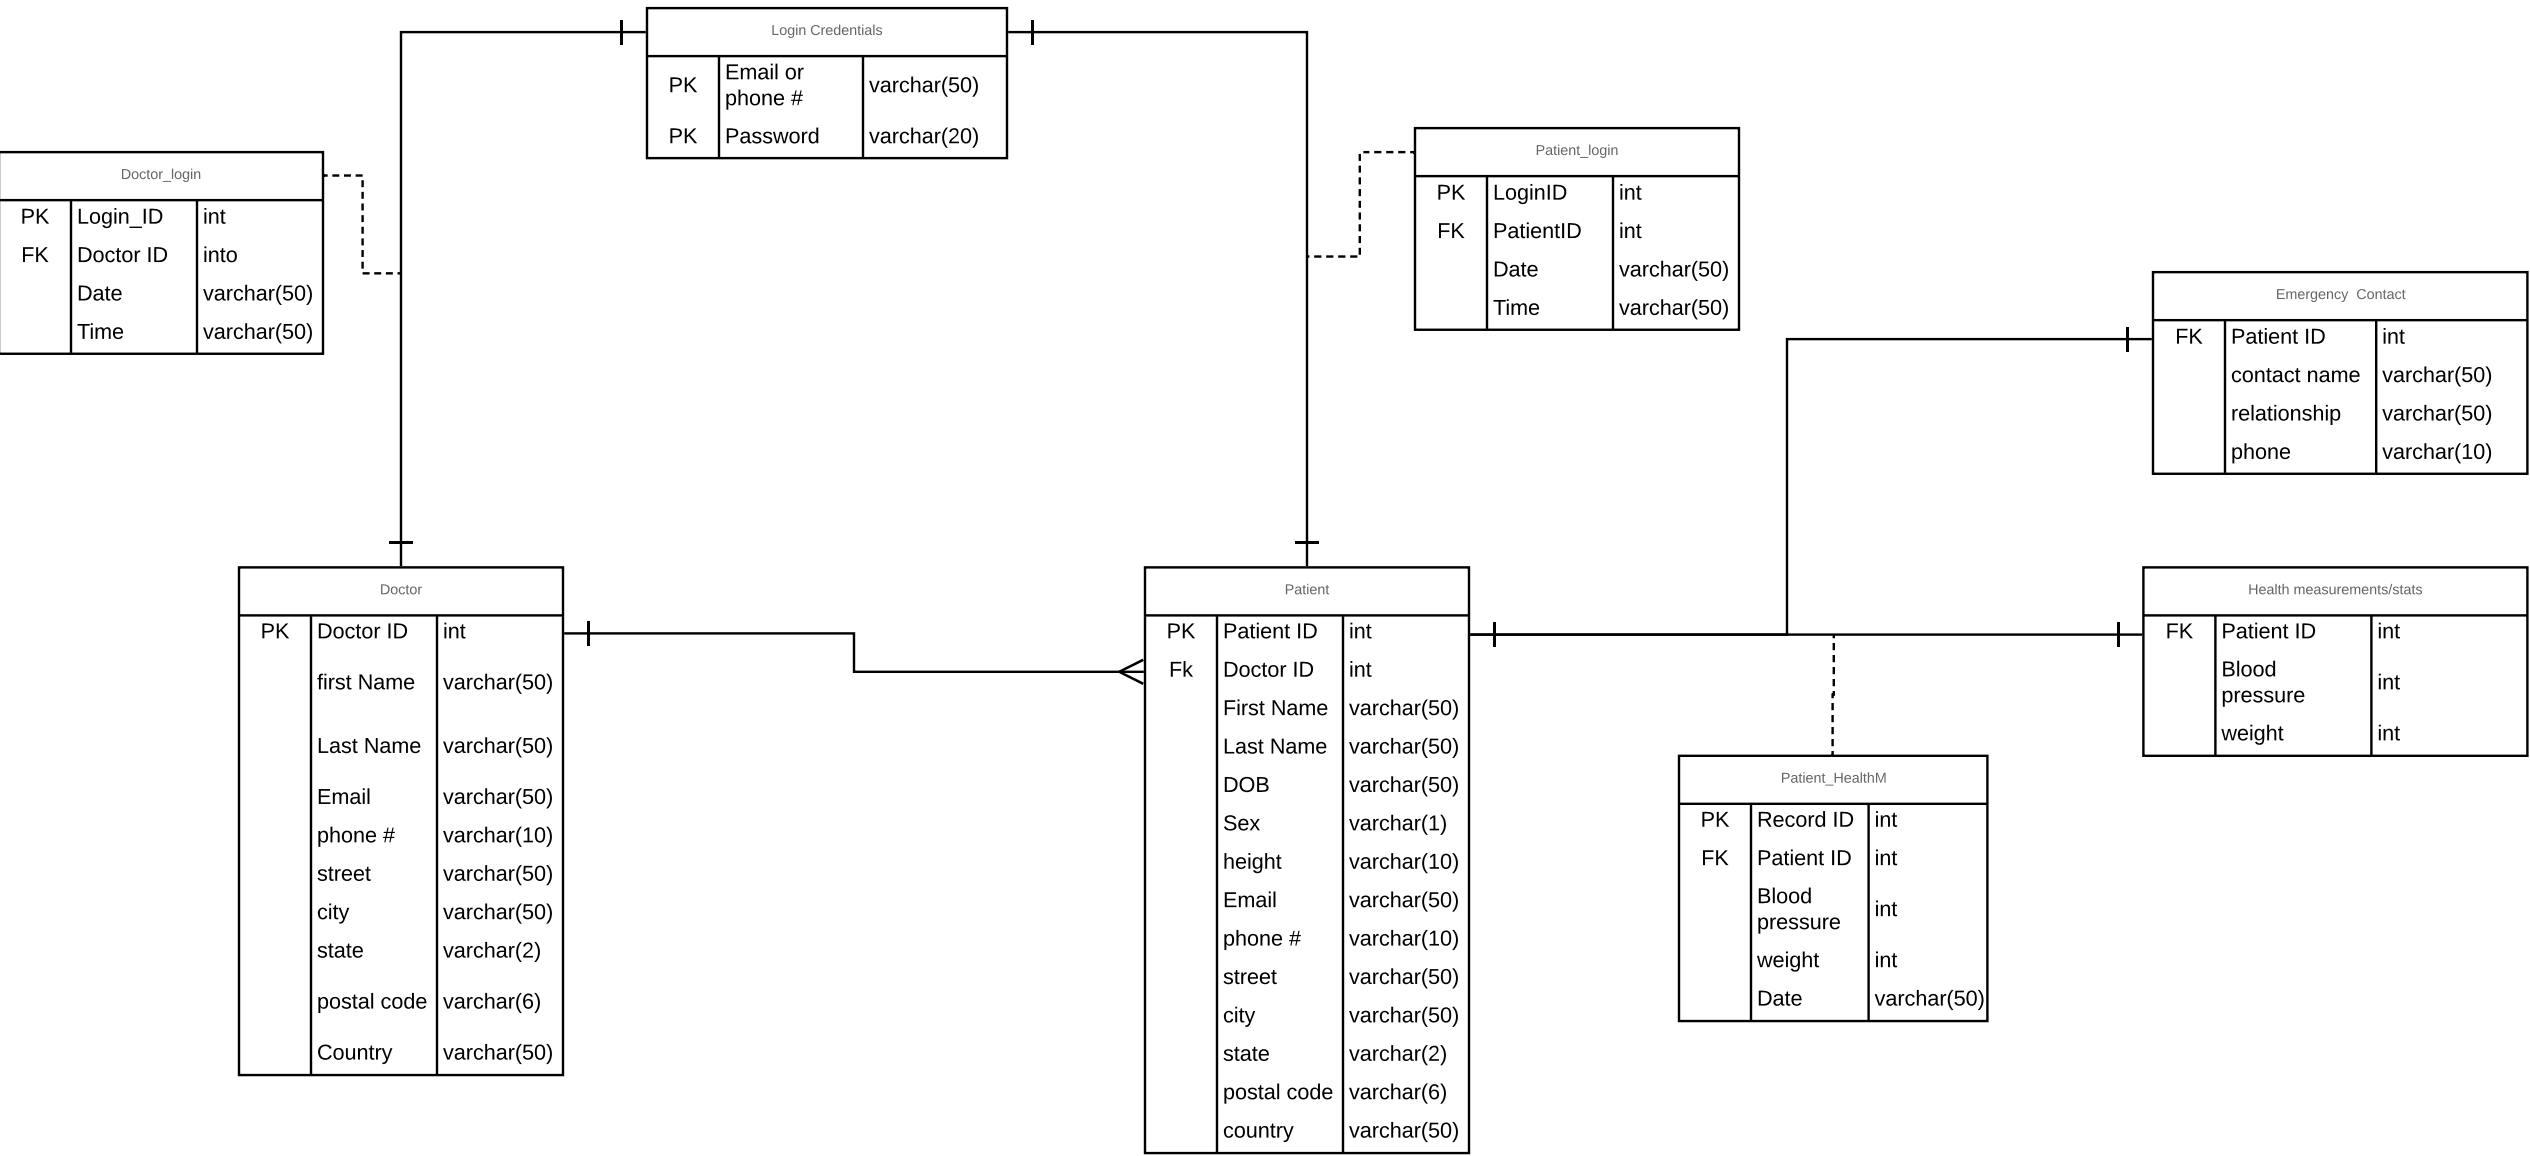 Login Credentials
PK Email or phone # varchar(50)
PK Password varchar(20)
Doctor_login
PK Login_ID int
FK Doctor ID into
Date varchar(50)
Time varchar(50)
Patient_login
PK LoginID int
FK PatientID int
Date varchar(50)
Time varchar(50)
Emergency  Contact
FK Patient ID int
contact name varchar(50)
relationship varchar(50)
phone varchar(10)
Doctor
PK Doctor ID int
first Name varchar(50)
Last Name varchar(50)
Email varchar(50)
phone # varchar(10)
street varchar(50)
city varchar(50)
state varchar(2)
postal code varchar(6)
Country varchar(50)
Patient
PK Patient ID int
Fk Doctor ID int
First Name varchar(50)
Last Name varchar(50)
DOB varchar(50)
Sex varchar(1)
height varchar(10)
Email varchar(50)
phone # varchar(10)
street varchar(50)
city varchar(50)
state varchar(2)
postal code varchar(6)
country varchar(50)
Health measurements/stats
FK Patient ID int
Blood pressure int
weight int
Patient_HealthM
PK Record ID int
FK Patient ID int
Blood pressure int
weight int
Date varchar(50)